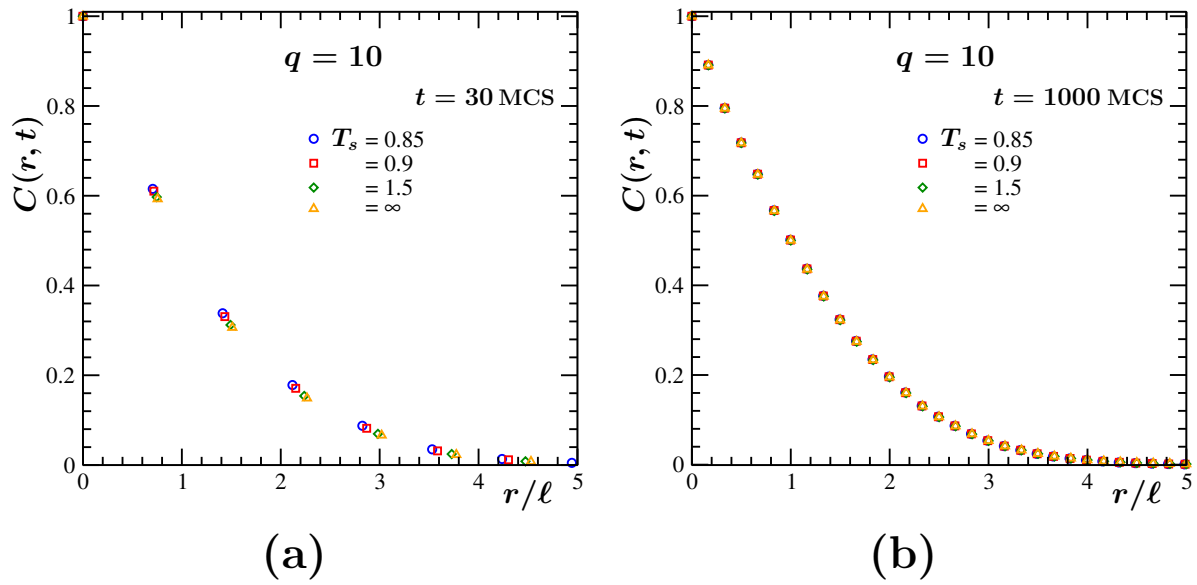 1
0.8
0.6
0.4
0.2
0
C(r, t)
q = 10
t = 30 MCS
T_s = 0.85
= 0.9
= 1.5
= ∞
0 1 2 3 4 5
r/ℓ
(a)
1
0.8
0.6
0.4
0.2
0
C(r, t)
q = 10
t = 1000 MCS
T_s = 0.85
= 0.9
= 1.5
= ∞
0 1 2 3 4 5
r/ℓ
(b)